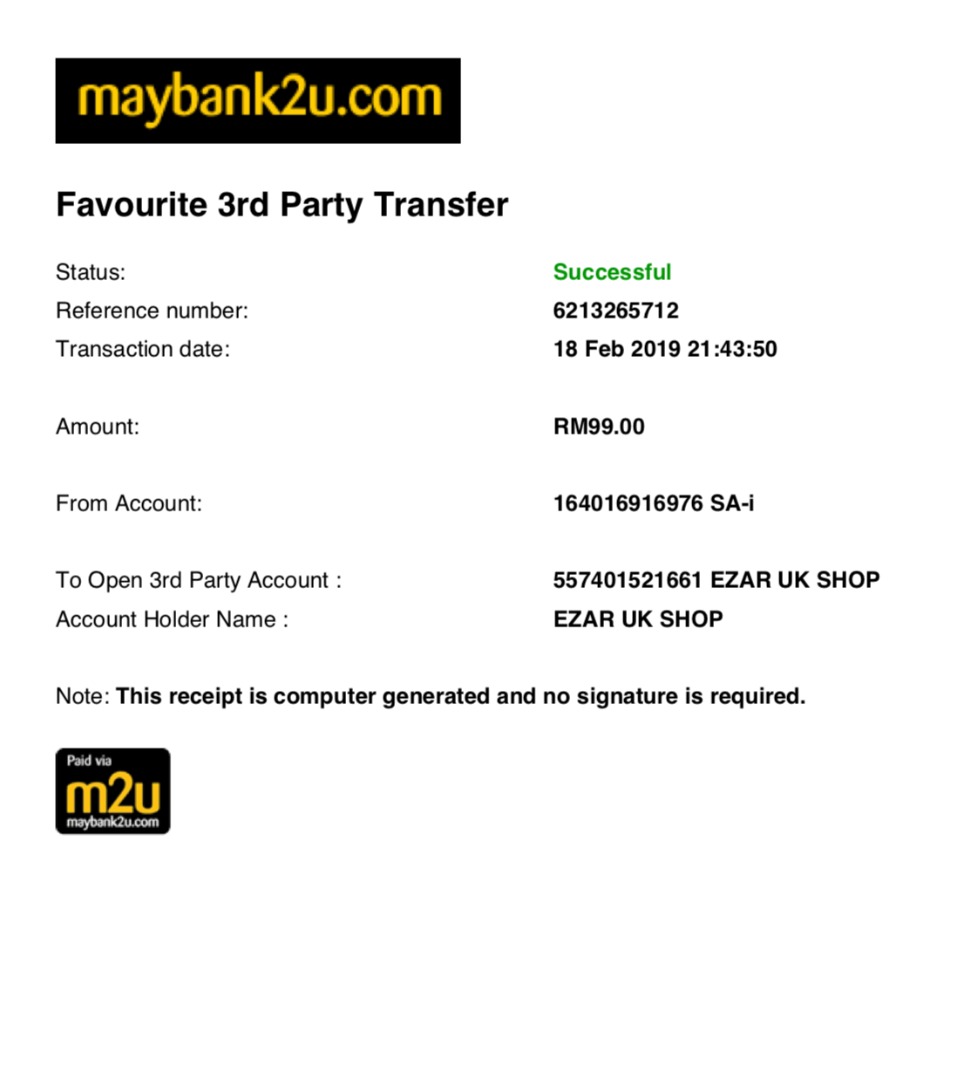 maybank2u.com
Favourite 3rd Party Transfer
Status: Successful
Reference number: 6213265712
Transaction date: 18 Feb 2019 21:43:50
Amount: RM99.00
From Account: 164016916976 SA-i
To Open 3rd Party Account : 557401521661 EZAR UK SHOP
Account Holder Name : EZAR UK SHOP
Note: This receipt is computer generated and no signature is required.
Paid via
m2u
maybank2u.com